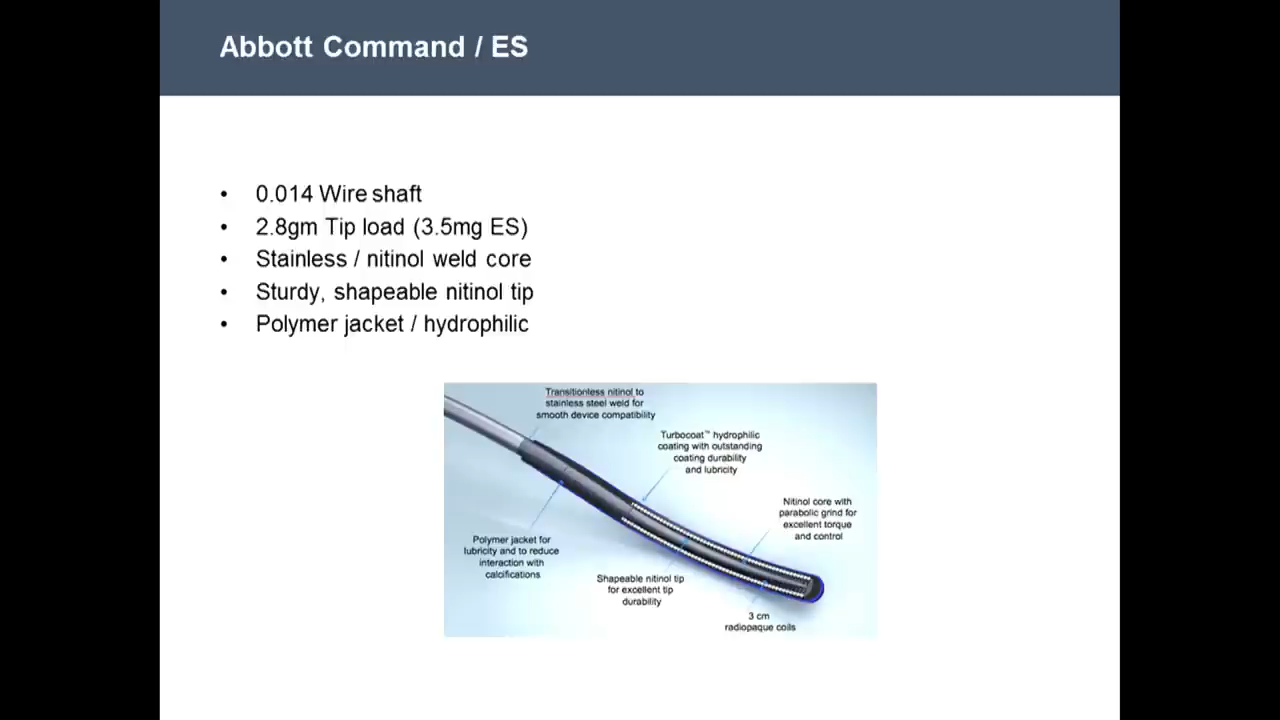 Abbott Command / ES
• 0.014 Wire shaft
• 2.8gm Tip load (3.5mg ES)
• Stainless / nitinol weld core
• Sturdy, shapeable nitinol tip
• Polymer jacket / hydrophilic
Transitionless nitinol to
stainless steel weld for
smooth device compatibility
Turbocoat™ hydrophilic
coating with outstanding
coating durability
and lubricity
Nitinol core with
parabolic grind for
excellent torque
and control
Polymer jacket for
lubricity and to reduce
interaction with
calcifications
Shapeable nitinol tip
for excellent tip
durability
3 cm
radiopaque coils